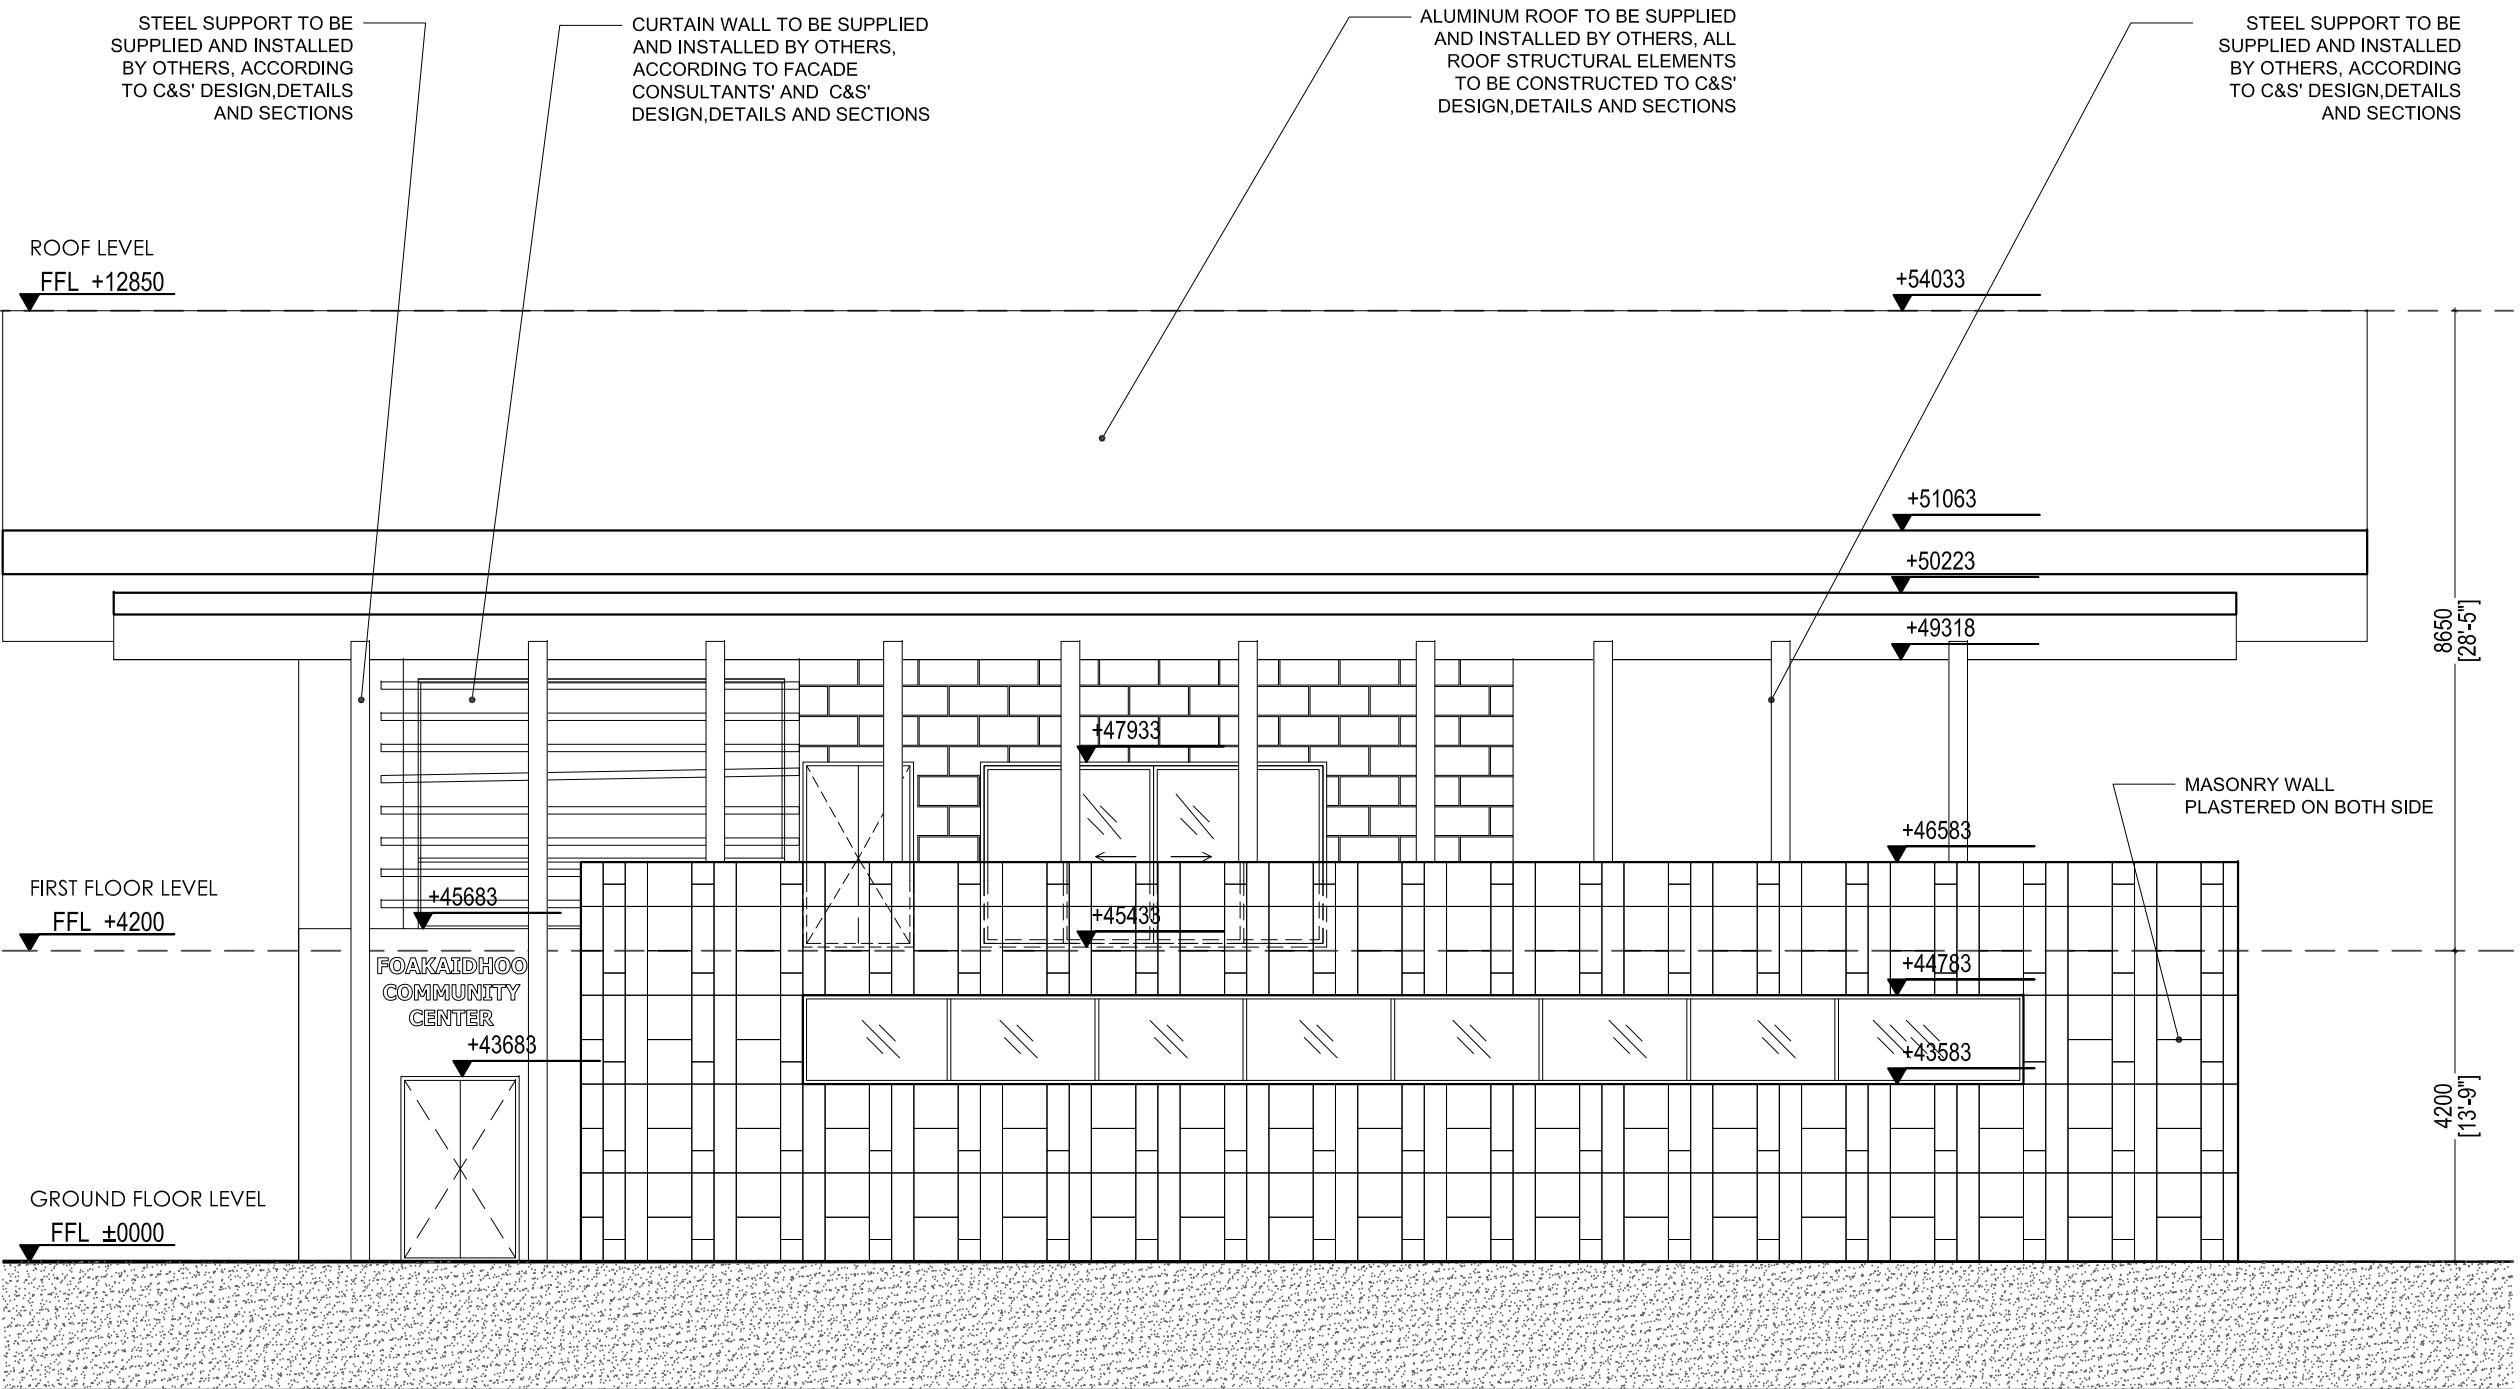 STEEL SUPPORT TO BE
SUPPLIED AND INSTALLED
BY OTHERS, ACCORDING
TO C&S' DESIGN,DETAILS
AND SECTIONS
CURTAIN WALL TO BE SUPPLIED
AND INSTALLED BY OTHERS,
ACCORDING TO FACADE
CONSULTANTS' AND C&S'
DESIGN,DETAILS AND SECTIONS
ALUMINUM ROOF TO BE SUPPLIED
AND INSTALLED BY OTHERS, ALL
ROOF STRUCTURAL ELEMENTS
TO BE CONSTRUCTED TO C&S'
DESIGN,DETAILS AND SECTIONS
STEEL SUPPORT TO BE
SUPPLIED AND INSTALLED
BY OTHERS, ACCORDING
TO C&S' DESIGN,DETAILS
AND SECTIONS
ROOF LEVEL
FFL +12850
+54033
+51063
+50223
+49318
8650
[28'-5"]
+47933
MASONRY WALL
PLASTERED ON BOTH SIDE
+46583
FIRST FLOOR LEVEL
FFL +4200
+45683
+45433
+44783
FOAKAIDHOO
COMMUNITY
CENTER
+43683
+43583
4200
[13'-9"]
GROUND FLOOR LEVEL
FFL ±0000